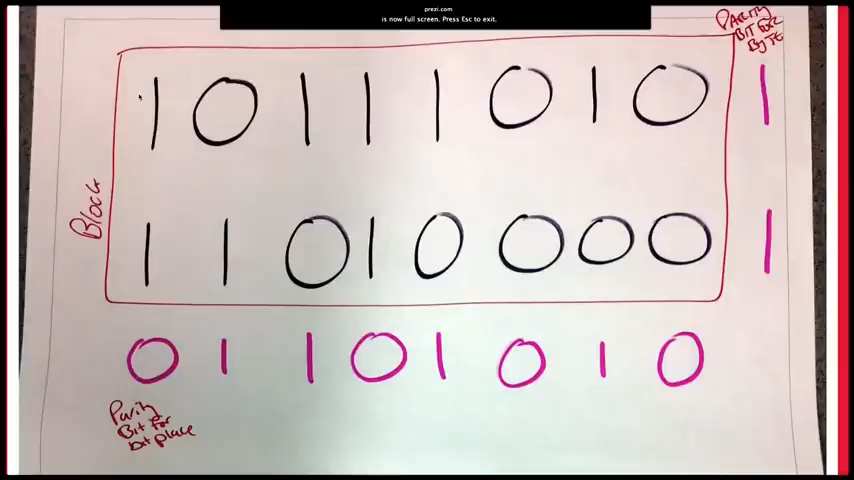 prezi.com
is now full screen. Press Esc to exit.
Parity
Bit for
Byte
1 0 1 1 1 0 1 0 1
Block
1 1 0 1 0 0 0 0 1
0 1 1 0 1 0 1 0
Parity
Bit for
bit place